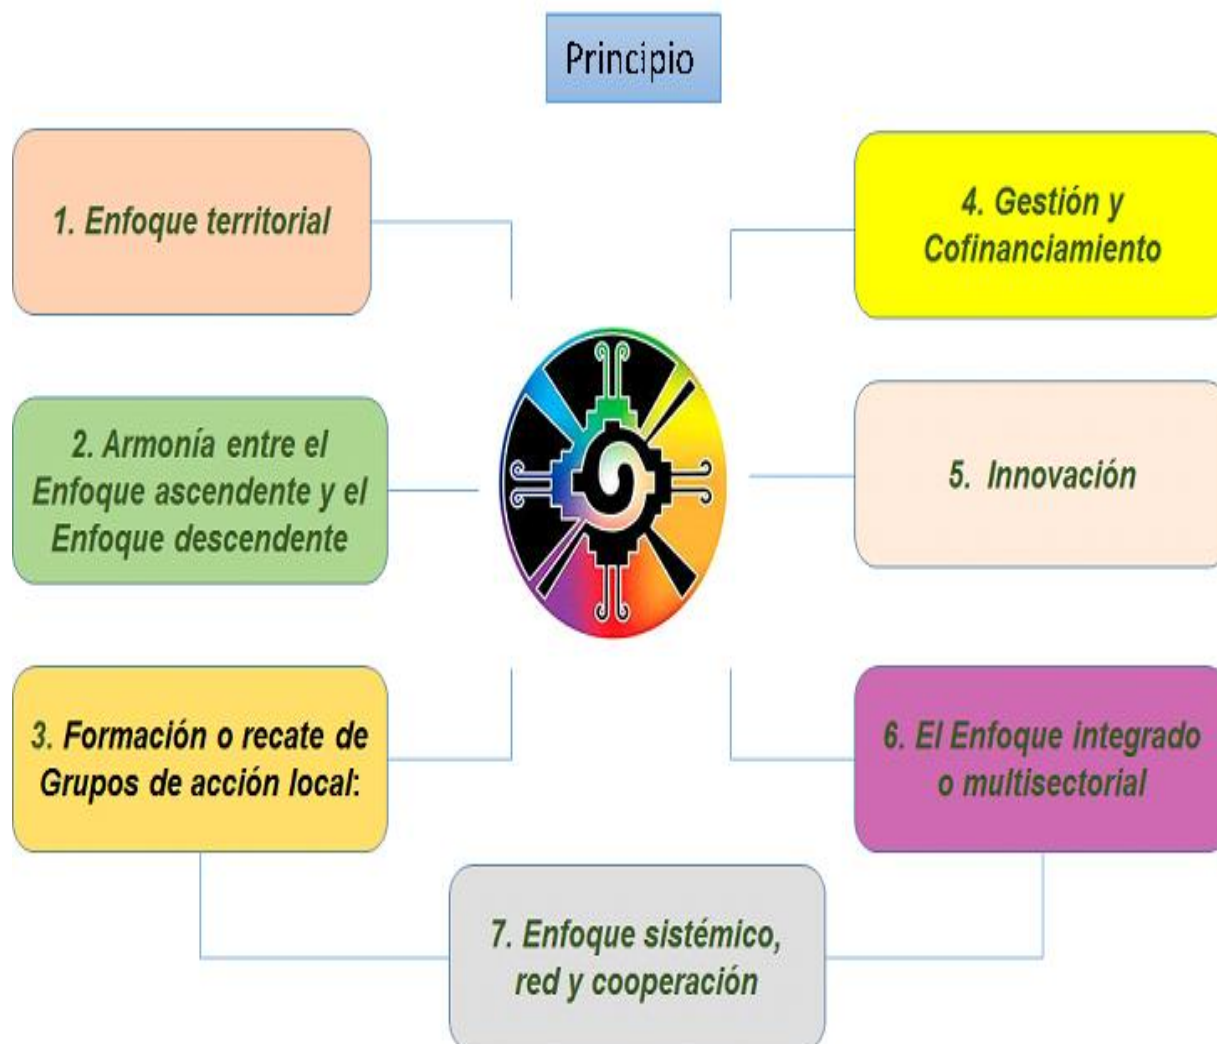 Principio
1. Enfoque territorial
2. Armonía entre el
Enfoque ascendente y el
Enfoque descendente
3. Formación o recate de
Grupos de acción local:
4. Gestión y
Cofinanciamiento
5. Innovación
6. El Enfoque integrado
o multisectorial
7. Enfoque sistémico,
red y cooperación